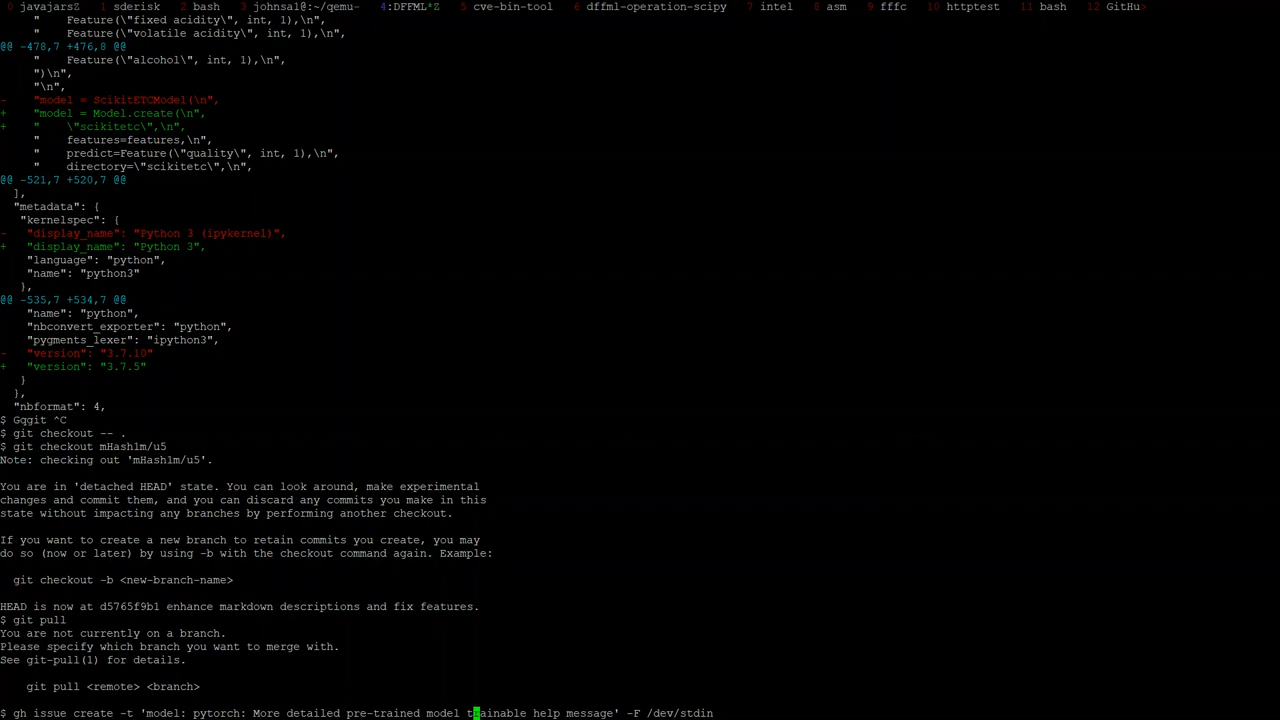 0 javajarsZ 1 sderisk 2 bash 3 johnsal@:~/qemu- 4:DFFML*Z 5 cve-bin-tool 6 dffml-operation-scipy 7 intel 8 asm 9 fffc 10 httptest 11 bash 12 GitHu>
" Feature(\"fixed acidity\", int, 1),\n",
" Feature(\"volatile acidity\", int, 1),\n",
@@ -478,7 +476,8 @@
" Feature(\"alcohol\", int, 1),\n",
")\n",
"\n",
- "model = ScikitETCModel(\n",
+ "model = Model.create(\n",
+ " \"scikitetc\",\n",
" features=features,\n",
" predict=Feature(\"quality\", int, 1),\n",
" directory=\"scikitetc\",\n",
@@ -521,7 +520,7 @@
],
"metadata": {
"kernelspec": {
- "display_name": "Python 3 (ipykernel)",
+ "display_name": "Python 3",
"language": "python",
"name": "python3"
},
@@ -535,7 +534,7 @@
"name": "python",
"nbconvert_exporter": "python",
"pygments_lexer": "ipython3",
- "version": "3.7.10"
+ "version": "3.7.5"
}
},
"nbformat": 4,
$ Gqgit ^C
$ git checkout -- .
$ git checkout mHash1m/u5
Note: checking out 'mHash1m/u5'.
You are in 'detached HEAD' state. You can look around, make experimental
changes and commit them, and you can discard any commits you make in this
state without impacting any branches by performing another checkout.
If you want to create a new branch to retain commits you create, you may
do so (now or later) by using -b with the checkout command again. Example:
git checkout -b <new-branch-name>
HEAD is now at d5765f9b1 enhance markdown descriptions and fix features.
$ git pull
You are not currently on a branch.
Please specify which branch you want to merge with.
See git-pull(1) for details.
git pull <remote> <branch>
$ gh issue create -t 'model: pytorch: More detailed pre-trained model trainable help message' -F /dev/stdin